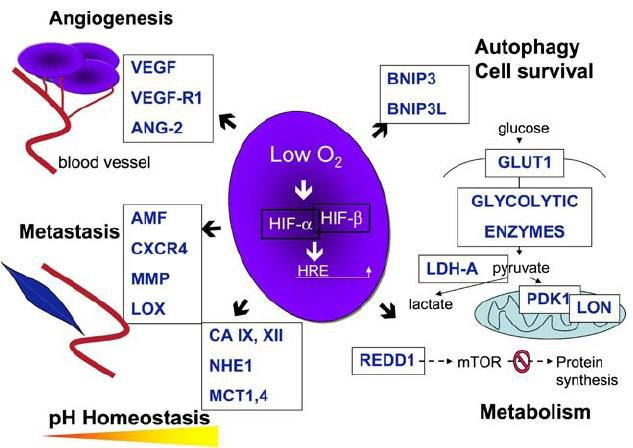 Angiogenesis
VEGF
VEGF-R1
ANG-2
blood vessel
Low O₂
HIF-α
HIF-β
HRE
BNIP3
BNIP3L
Autophagy
Cell survival
glucose
GLUT1
GLYCOLYTIC
ENZYMES
LDH-A
pyruvate
lactate
PDK1
LON
REDD1
mTOR
Protein
synthesis
Metabolism
Metastasis
AMF
CXCR4
MMP
LOX
CA IX, XII
NHE1
MCT1,4
pH Homeostasis